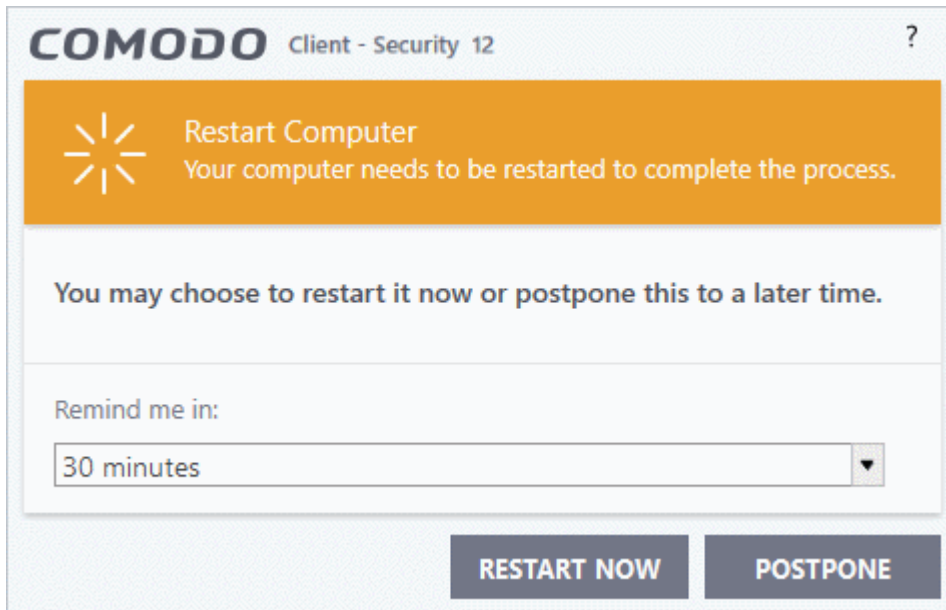 COMODO Client - Security 12 ?
Restart Computer
Your computer needs to be restarted to complete the process.
You may choose to restart it now or postpone this to a later time.
Remind me in:
30 minutes
RESTART NOW POSTPONE